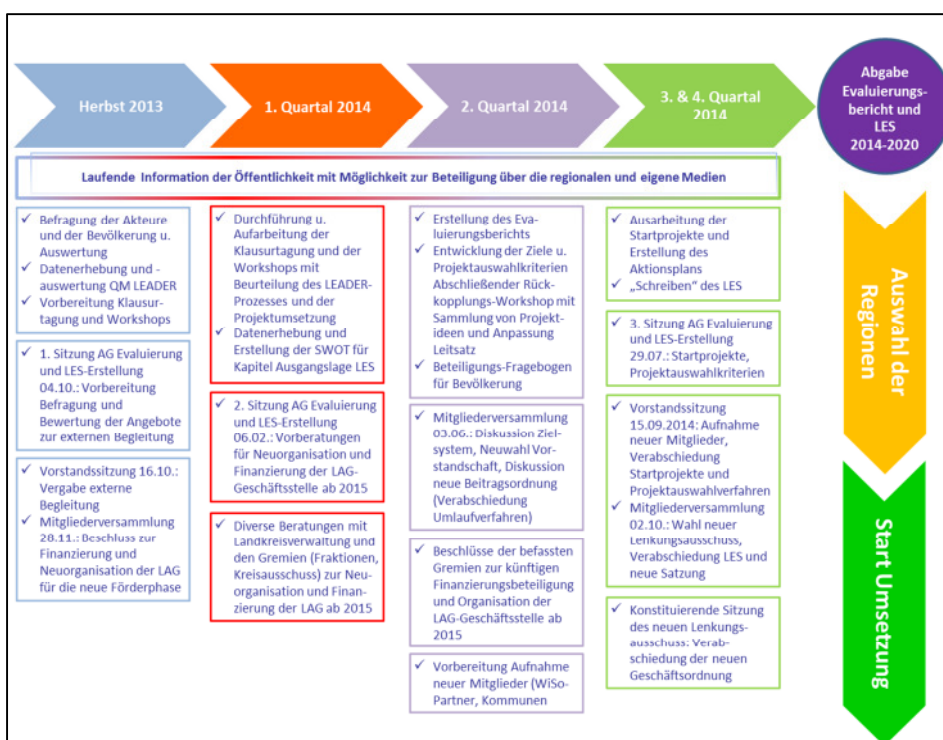 Herbst 2013
1. Quartal 2014
2. Quartal 2014
3. & 4. Quartal
2014
Abgabe
Evaluierungs-
bericht und
LES
2014-2020
Laufende Information der Öffentlichkeit mit Möglichkeit zur Beteiligung über die regionalen und eigene Medien
✓ Befragung der Akteure
und der Bevölkerung u.
Auswertung
✓ Datenerhebung und -
auswertung QM LEADER
✓ Vorbereitung Klausur-
tagung und Workshops
✓ 1. Sitzung AG Evaluierung
und LES-Erstellung
04.10.: Vorbereitung
Befragung und
Bewertung der Angebote
zur externen Begleitung
✓ Vorstandssitzung 16.10.:
Vergabe externe
Begleitung
✓ Mitgliederversammlung
28.11.: Beschluss zur
Finanzierung und
Neuorganisation der LAG
für die neue Förderphase
✓ Durchführung u.
Aufarbeitung der
Klausurtagung und der
Workshops mit
Beurteilung des LEADER-
Prozesses und der
Projektumsetzung
✓ Datenerhebung und
Erstellung der SWOT für
Kapitel Ausgangslage LES
✓ 2. Sitzung AG Evaluierung
und LES-Erstellung
06.02.: Vorberatungen
für Neuorganisation und
Finanzierung der LAG-
Geschäftsstelle ab 2015
✓ Diverse Beratungen mit
Landkreisverwaltung und
den Gremien (Fraktionen,
Kreisausschuss) zur Neu-
organisation und Finan-
zierung der LAG ab 2015
✓ Erstellung des Eva-
luierungsberichts
✓ Entwicklung der Ziele u.
Projektauswahlkriterien
Abschließender Rück-
kopplungs-Workshop mit
Sammlung von Projekt-
ideen und Anpassung
Leitsatz
✓ Beteiligungs-Fragebogen
für Bevölkerung
✓ Mitgliederversammlung
03.06.: Diskussion Ziel-
system, Neuwahl Vor-
standschaft, Diskussion
neue Beitragsordnung
(Verabschiedung
Umlaufverfahren)
✓ Beschlüsse der befassten
Gremien zur künftigen
Finanzierungsbeteiligung
und Organisation der
LAG-Geschäftsstelle ab
2015
✓ Vorbereitung Aufnahme
neuer Mitglieder (WiSo-
Partner, Kommunen
✓ Ausarbeitung der
Startprojekte und
Erstellung des
Aktionsplans
✓ „Schreiben“ des LES
✓ 3. Sitzung AG Evaluierung
und LES-Erstellung
29.07.: Startprojekte,
Projektauswahlkriterien
✓ Vorstandssitzung
15.09.2014: Aufnahme
neuer Mitglieder,
Verabschiedung
Startprojekte und
Projektauswahlverfahren
✓ Mitgliederversammlung
02.10.: Wahl neuer
Lenkungsausschuss,
Verabschiedung LES und
neue Satzung
✓ Konstituierende Sitzung
des neuen Lenkungs-
ausschuss: Verab-
schiedung der neuen
Geschäftsordnung
Auswahl der
Regionen
Start Umsetzung